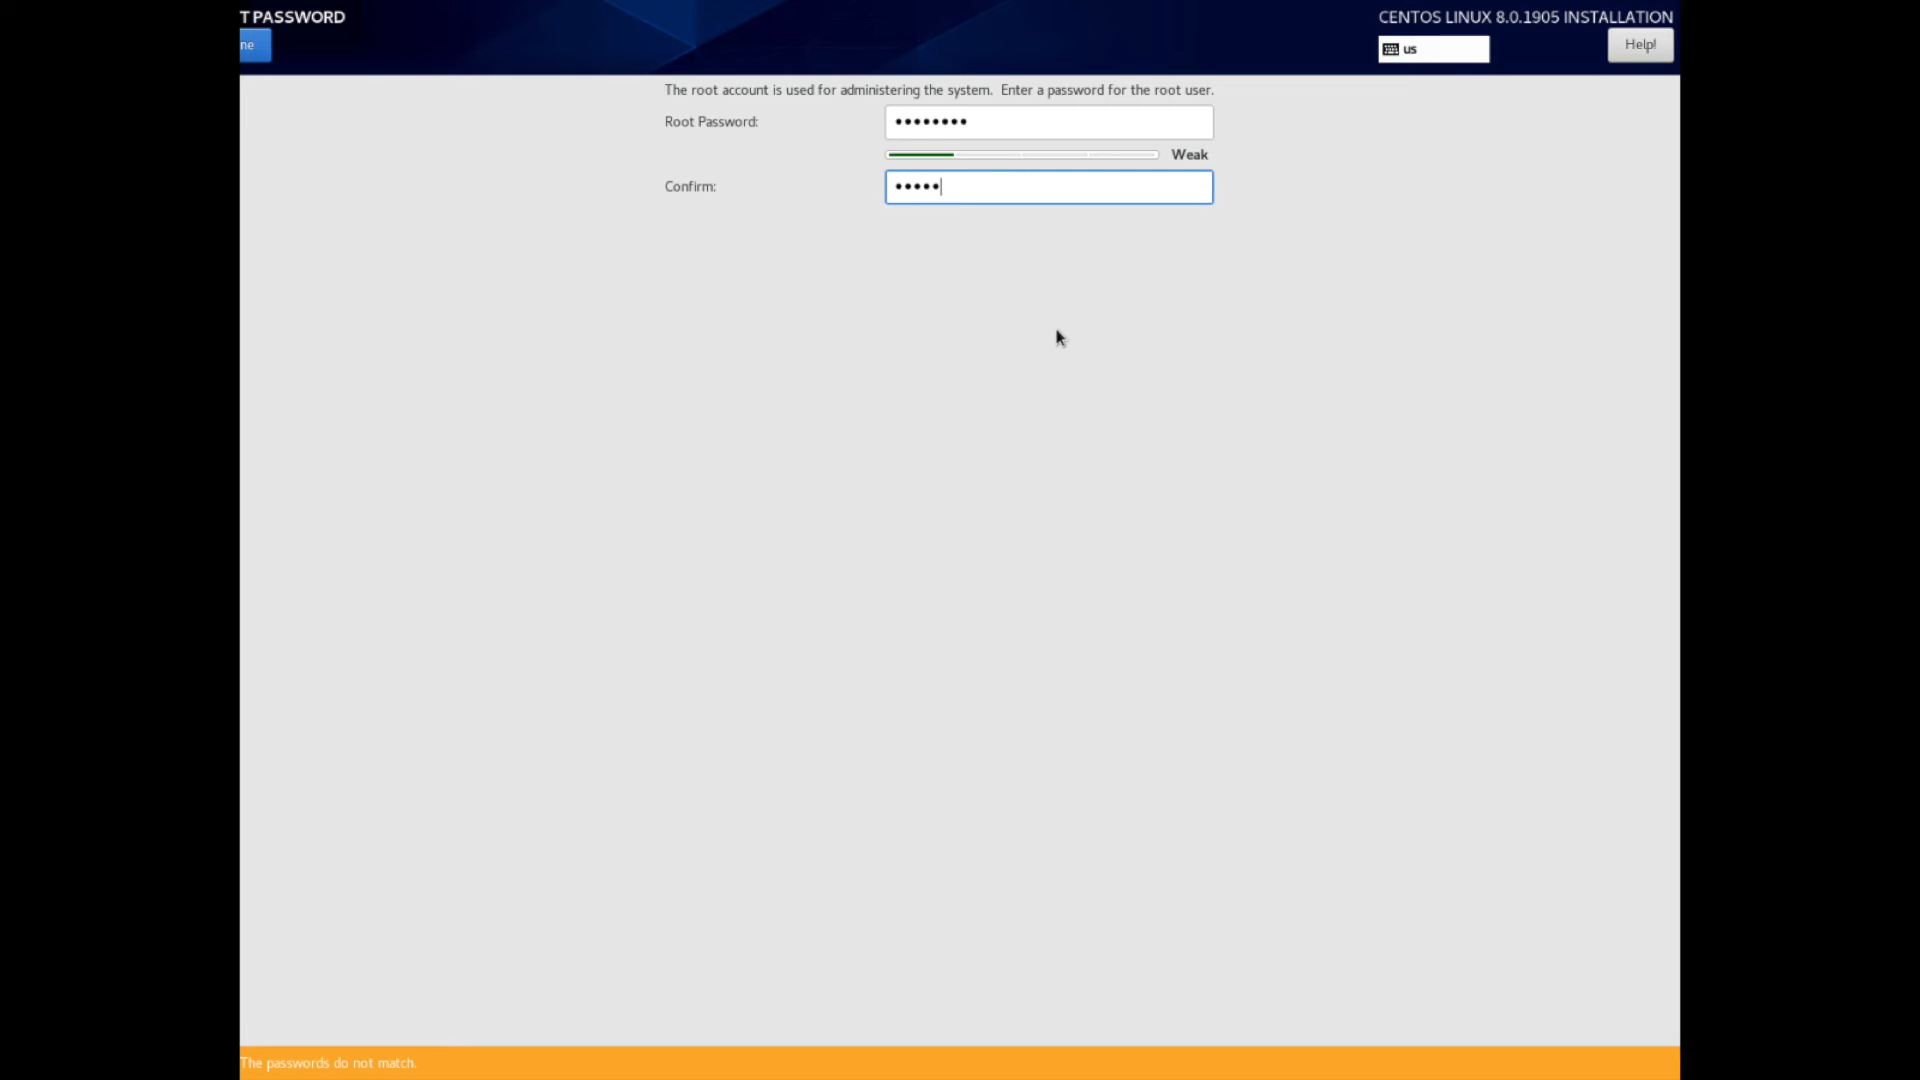 T PASSWORD
CENTOS LINUX 8.0.1905 INSTALLATION
ne
us
Help!
The root account is used for administering the system. Enter a password for the root user.
Root Password:
••••••••
Weak
Confirm:
•••••
The passwords do not match.